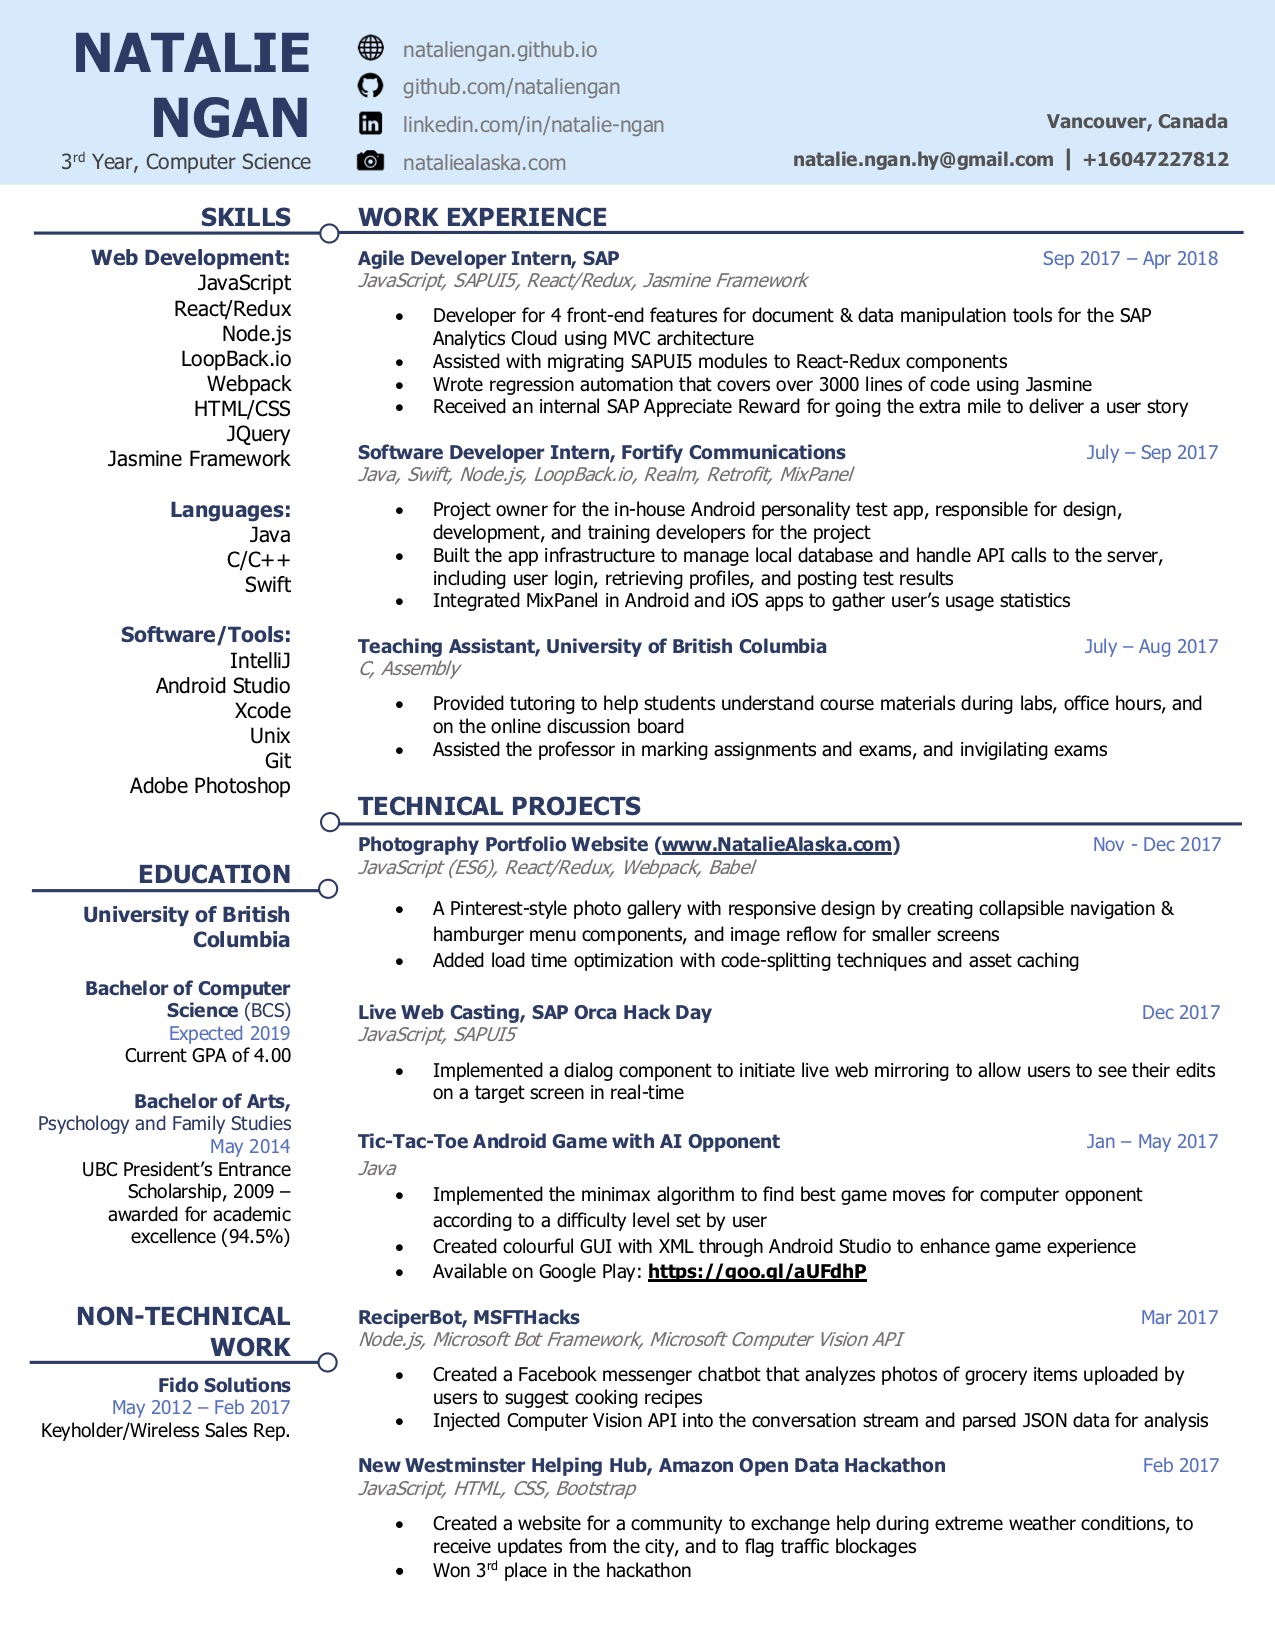 NATALIE
NGAN
3rd Year, Computer Science
nataliengan.github.io
github.com/nataliengan
linkedin.com/in/natalie-ngan
nataliealaska.com
Vancouver, Canada
natalie.ngan.hy@gmail.com | +16047227812
SKILLS
Web Development:
JavaScript
React/Redux
Node.js
LoopBack.io
Webpack
HTML/CSS
JQuery
Jasmine Framework
Languages:
Java
C/C++
Swift
Software/Tools:
IntelliJ
Android Studio
Xcode
Unix
Git
Adobe Photoshop
EDUCATION
University of British
Columbia
Bachelor of Computer
Science (BCS)
Expected 2019
Current GPA of 4.00
Bachelor of Arts,
Psychology and Family Studies
May 2014
UBC President’s Entrance
Scholarship, 2009 –
awarded for academic
excellence (94.5%)
NON-TECHNICAL
WORK
Fido Solutions
May 2012 – Feb 2017
Keyholder/Wireless Sales Rep.
WORK EXPERIENCE
Agile Developer Intern, SAP Sep 2017 – Apr 2018
JavaScript, SAPUI5, React/Redux, Jasmine Framework
• Developer for 4 front-end features for document & data manipulation tools for the SAP
Analytics Cloud using MVC architecture
• Assisted with migrating SAPUI5 modules to React-Redux components
• Wrote regression automation that covers over 3000 lines of code using Jasmine
• Received an internal SAP Appreciate Reward for going the extra mile to deliver a user story
Software Developer Intern, Fortify Communications July – Sep 2017
Java, Swift, Node.js, LoopBack.io, Realm, Retrofit, MixPanel
• Project owner for the in-house Android personality test app, responsible for design,
development, and training developers for the project
• Built the app infrastructure to manage local database and handle API calls to the server,
including user login, retrieving profiles, and posting test results
• Integrated MixPanel in Android and iOS apps to gather user’s usage statistics
Teaching Assistant, University of British Columbia July – Aug 2017
C, Assembly
• Provided tutoring to help students understand course materials during labs, office hours, and
on the online discussion board
• Assisted the professor in marking assignments and exams, and invigilating exams
TECHNICAL PROJECTS
Photography Portfolio Website (www.NatalieAlaska.com) Nov - Dec 2017
JavaScript (ES6), React/Redux, Webpack, Babel
• A Pinterest-style photo gallery with responsive design by creating collapsible navigation &
hamburger menu components, and image reflow for smaller screens
• Added load time optimization with code-splitting techniques and asset caching
Live Web Casting, SAP Orca Hack Day Dec 2017
JavaScript, SAPUI5
• Implemented a dialog component to initiate live web mirroring to allow users to see their edits
on a target screen in real-time
Tic-Tac-Toe Android Game with AI Opponent Jan – May 2017
Java
• Implemented the minimax algorithm to find best game moves for computer opponent
according to a difficulty level set by user
• Created colourful GUI with XML through Android Studio to enhance game experience
• Available on Google Play: https://goo.gl/aUFdhP
ReciperBot, MSFTHacks Mar 2017
Node.js, Microsoft Bot Framework, Microsoft Computer Vision API
• Created a Facebook messenger chatbot that analyzes photos of grocery items uploaded by
users to suggest cooking recipes
• Injected Computer Vision API into the conversation stream and parsed JSON data for analysis
New Westminster Helping Hub, Amazon Open Data Hackathon Feb 2017
JavaScript, HTML, CSS, Bootstrap
• Created a website for a community to exchange help during extreme weather conditions, to
receive updates from the city, and to flag traffic blockages
• Won 3rd place in the hackathon